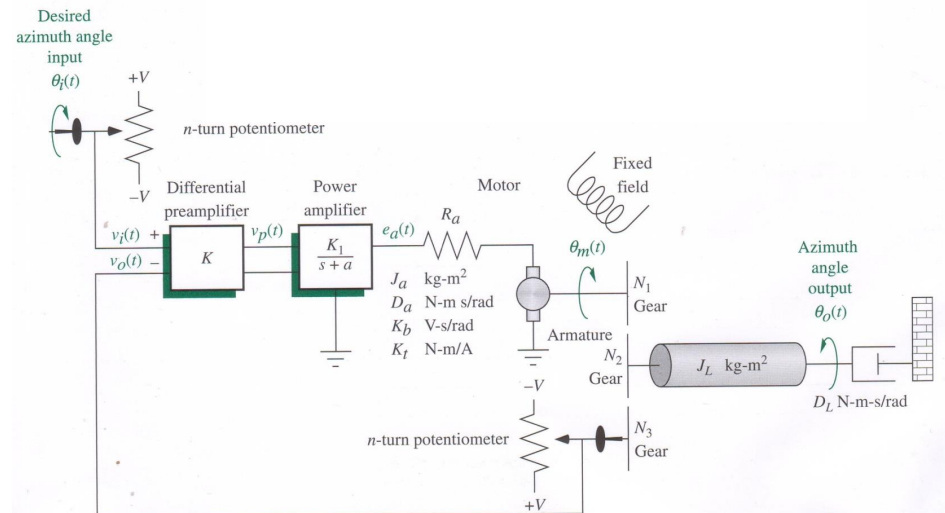 Desired
azimuth angle
input
θi(t)
+V
n-turn potentiometer
−V
Differential
preamplifier
Power
amplifier
Motor
Fixed
field
vi(t) +
vo(t) −
K
vp(t)
K1
s + a
ea(t)
Ra
Ja kg-m²
Da N-m s/rad
Kb V-s/rad
Kt N-m/A
θm(t)
Armature
N1
Gear
N2
Gear
Azimuth
angle
output
θo(t)
JL kg-m²
DL N-m-s/rad
−V
n-turn potentiometer
+V
N3
Gear